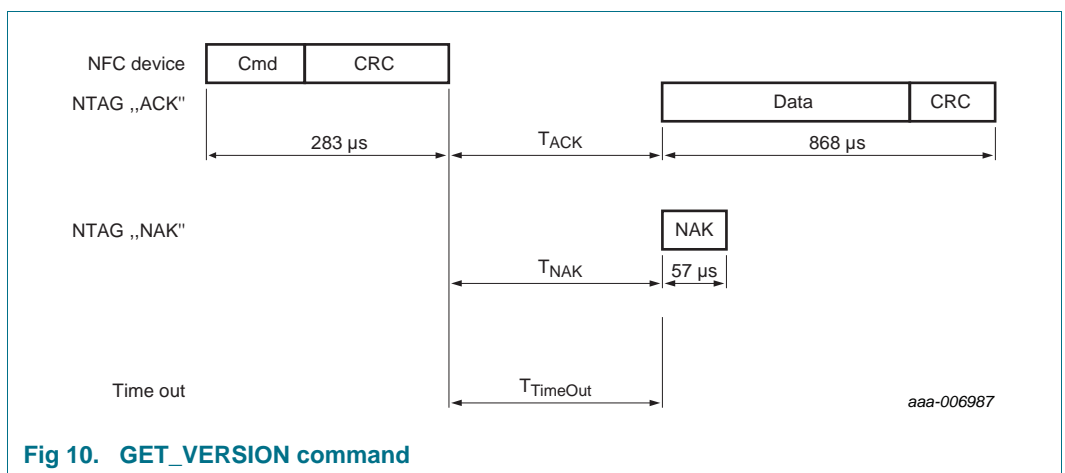 NFC device Cmd CRC
NTAG ,,ACK" Data CRC
283 µs TACK 868 µs
NTAG ,,NAK" NAK
TNAK 57 µs
Time out TTimeOut
aaa-006987
Fig 10. GET_VERSION command